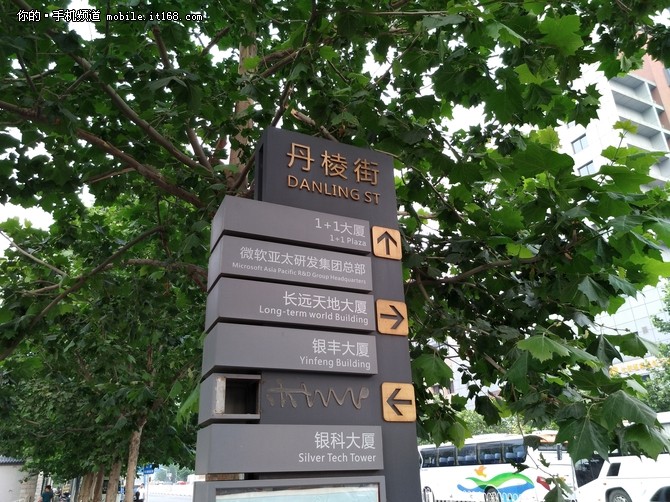 你的·手机频道 mobile.it168.com
丹棱街
DANLING ST
1+1大厦
1+1 Plaza
微软亚太研发集团总部
Microsoft Asia Pacific R&D Group Headquarters
长远天地大厦
Long-term world Building
银丰大厦
Yinfeng Building
银科大厦
Silver Tech Tower